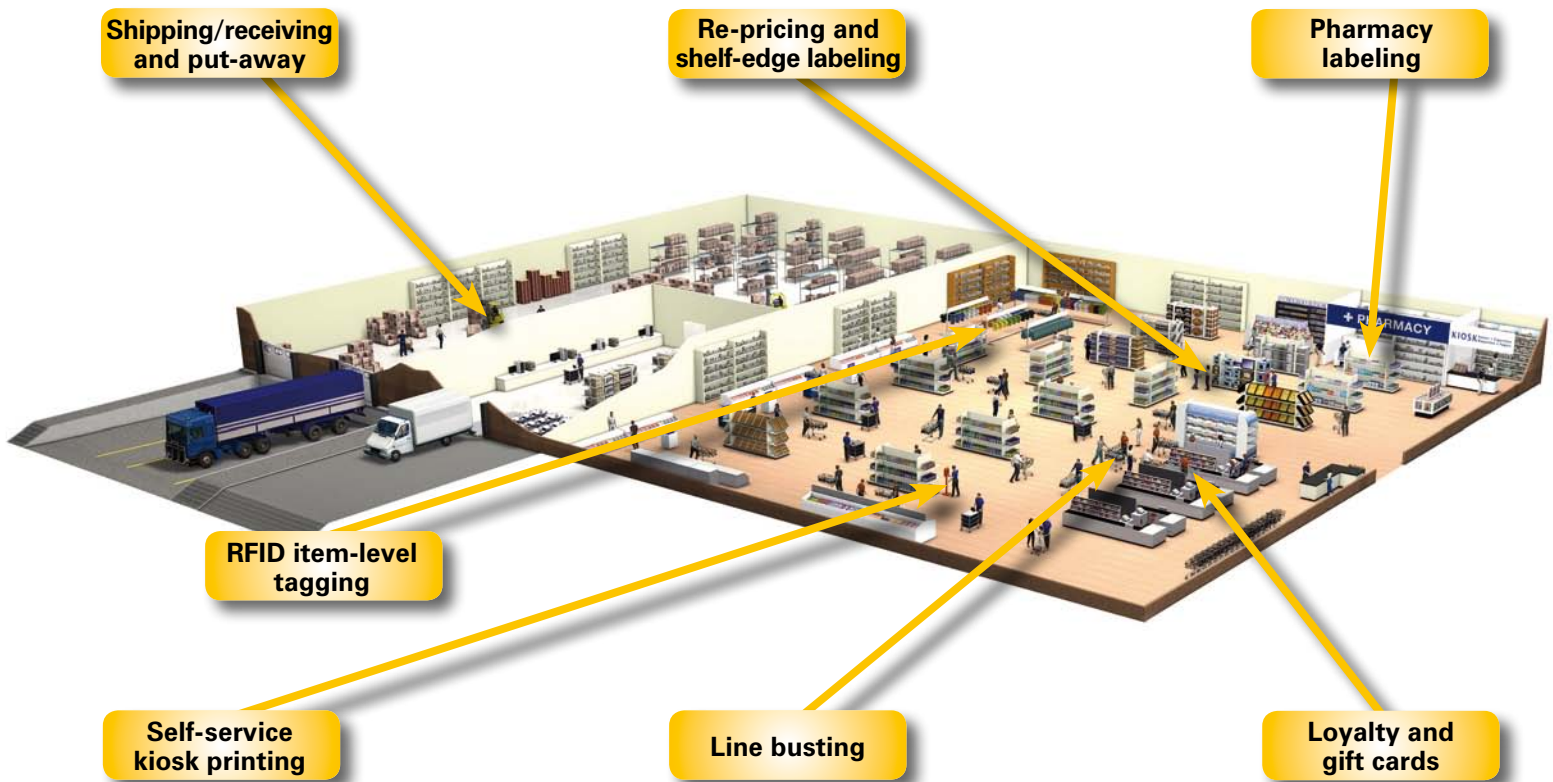 Shipping/receiving
and put-away
Re-pricing and
shelf-edge labeling
Pharmacy
labeling
+ PHARMACY
KIOSK
RFID item-level
tagging
Self-service
kiosk printing
Line busting
Loyalty and
gift cards